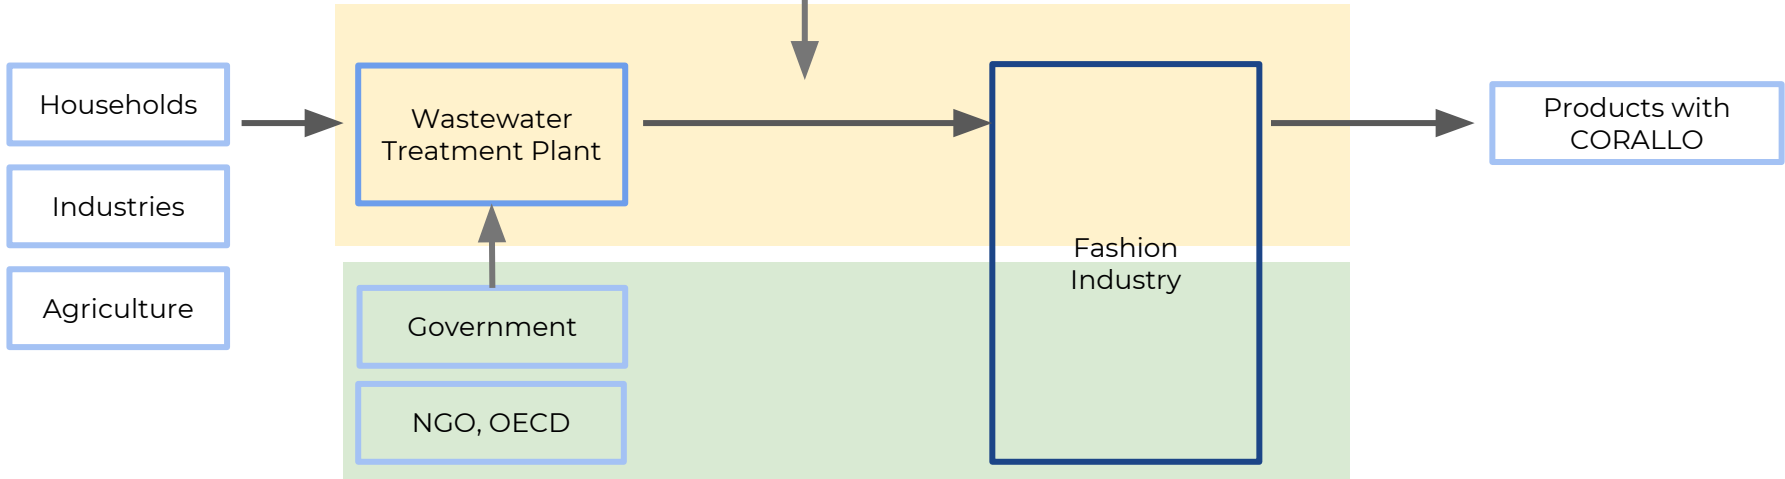 Households
Industries
Agriculture
Wastewater
Treatment Plant
Government
NGO, OECD
Fashion
Industry
Products with
CORALLO